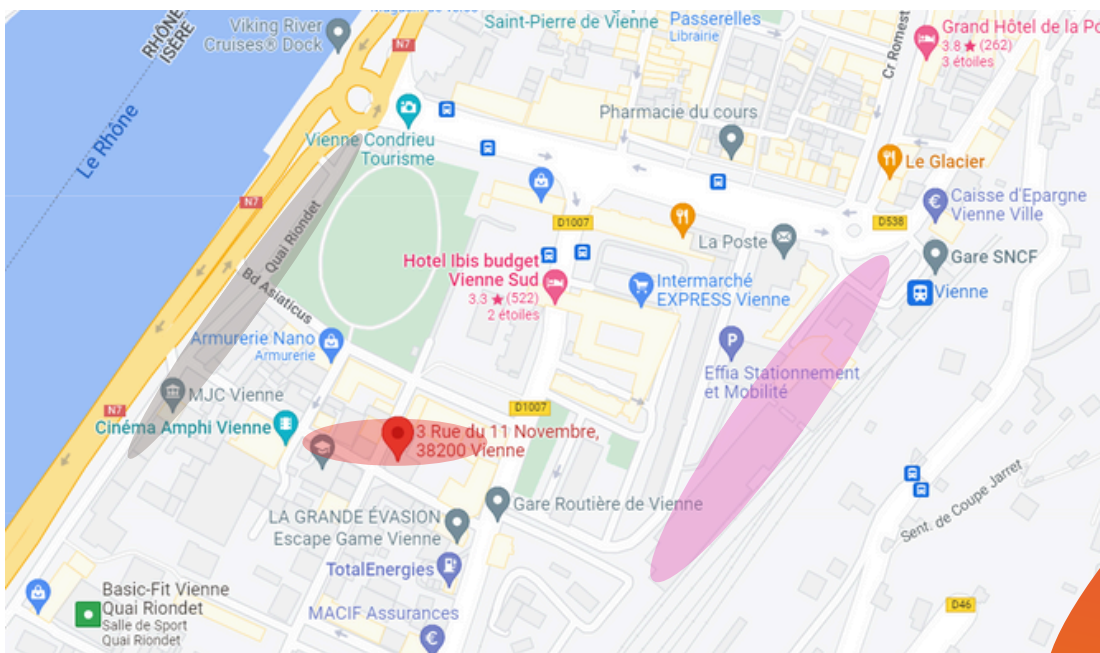 Viking River
Cruises® Dock
RHÔNE
ISÈRE
N7
Saint-Pierre de Vienne
Passerelles
Librairie
Grand Hôtel de la Po
3.8 ★ (262)
3 étoiles
Cr Romest
Le Rhône
Vienne Condrieu
Tourisme
Pharmacie du cours
Le Glacier
Caisse d'Epargne
Vienne Ville
N7
Quai Riondet
Bd Asiaticus
D1007
D538
La Poste
Gare SNCF
Vienne
Hotel Ibis budget
Vienne Sud
3.3 ★ (522)
2 étoiles
Intermarché
EXPRESS Vienne
Armurerie Nano
Armurerie
P
Effia Stationnement
et Mobilité
MJC Vienne
N7
Cinéma Amphi Vienne
D1007
3 Rue du 11 Novembre,
38200 Vienne
Gare Routière de Vienne
Sent. de Coupe Jarret
LA GRANDE ÉVASION
Escape Game Vienne
TotalEnergies
Basic-Fit Vienne
Quai Riondet
Salle de Sport
Quai Riondet
MACIF Assurances
D46